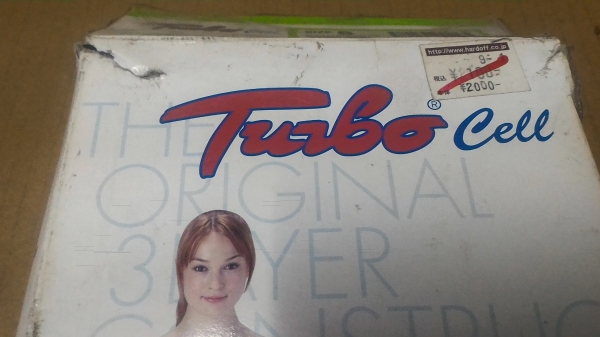 http://www.hardoff.co.jp
税込
¥2000-
Turbo® Cell
THE
ORIGINAL
3 LAYER